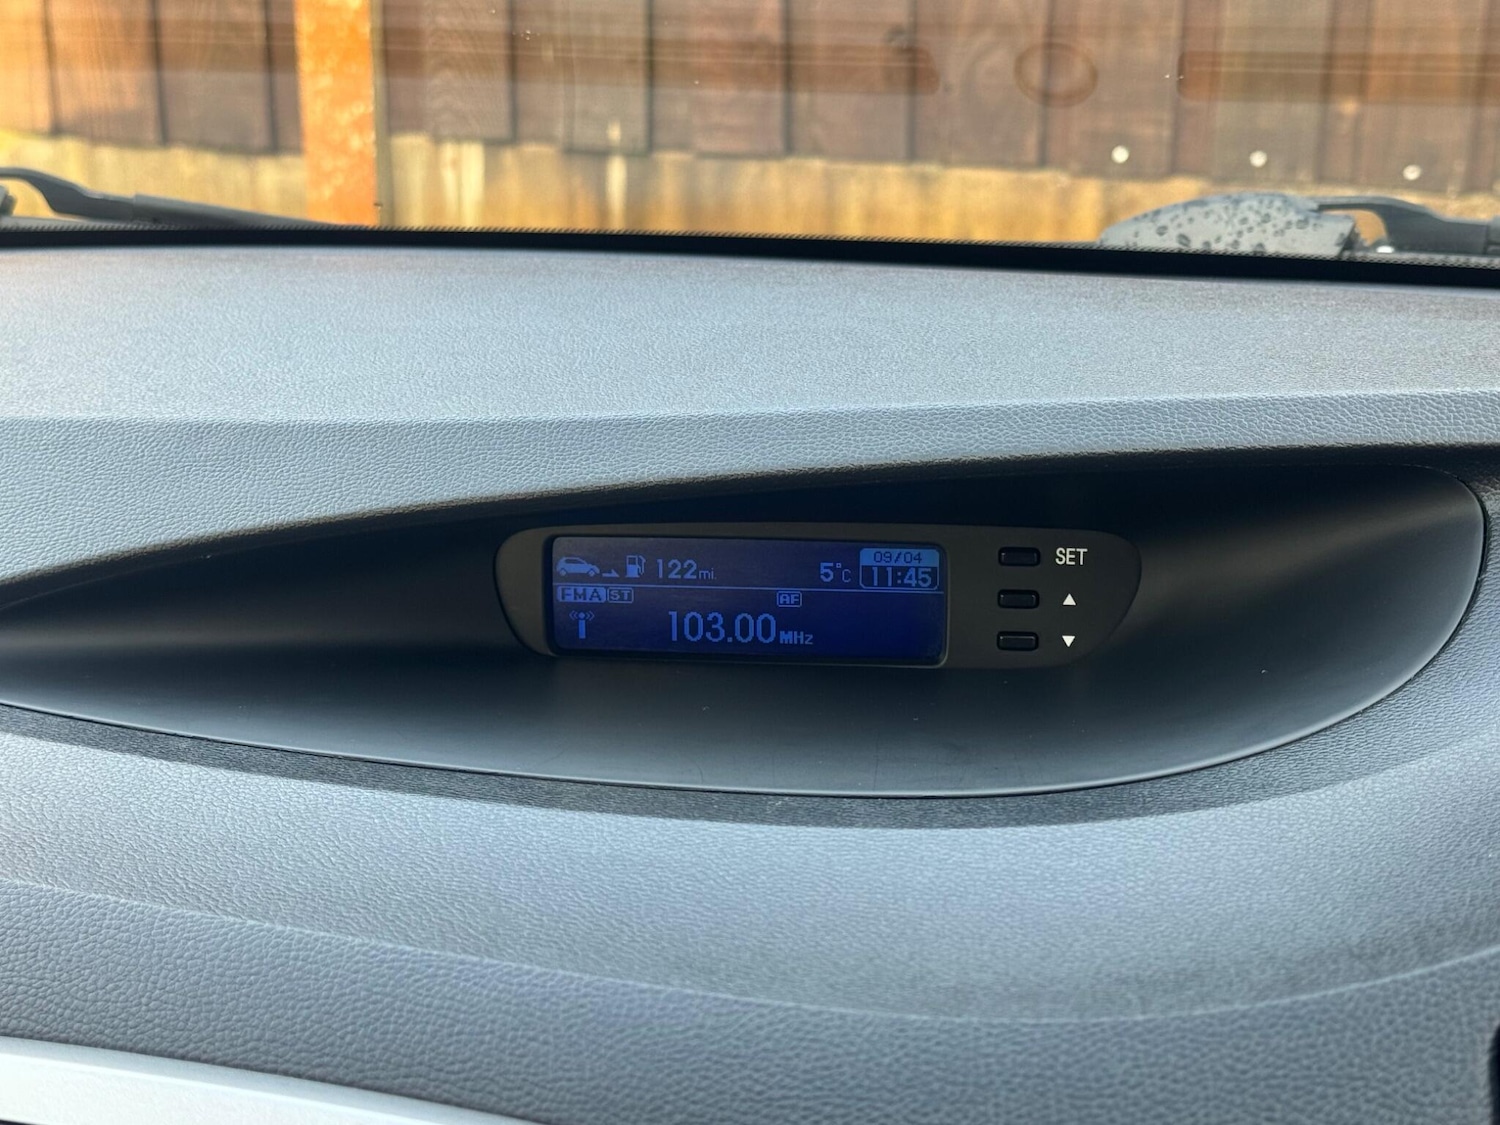 122mi. 5°C 09/04
11:45
FMA ST AF
103.00MHz
SET